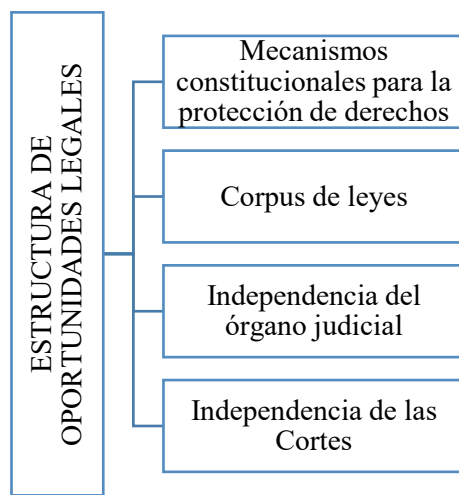 ESTRUCTURA DE
OPORTUNIDADES LEGALES
Mecanismos
constitucionales para la
protección de derechos
Corpus de leyes
Independencia del
órgano judicial
Independencia de las
Cortes